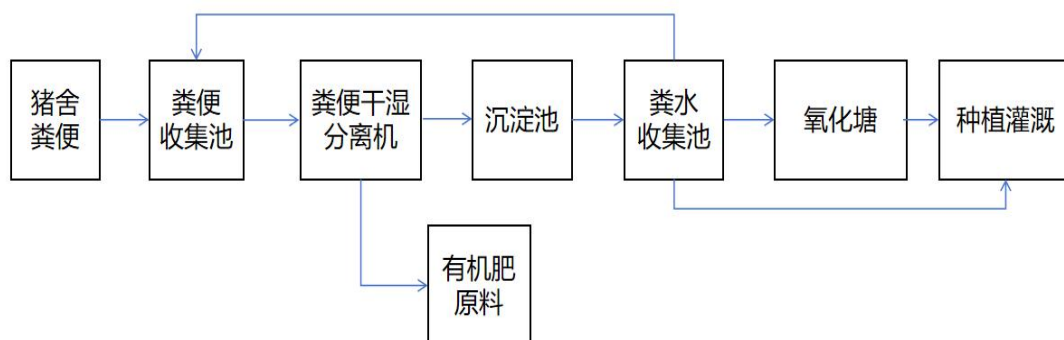 猪舍
粪便
粪便
收集池
粪便干湿
分离机
沉淀池
粪水
收集池
氧化塘
种植灌溉
有机肥
原料